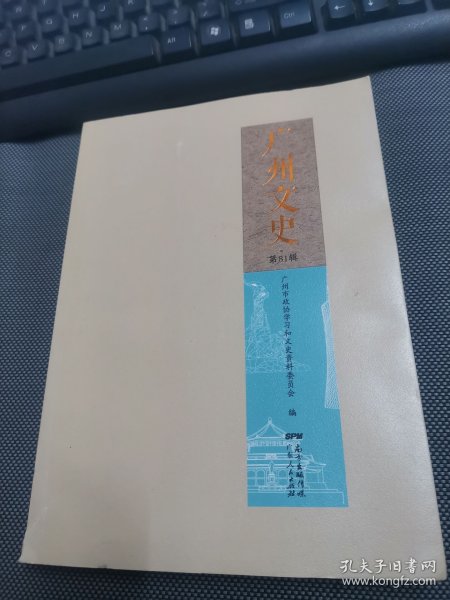 广州文史
第81辑
广州市政协学习和文史资料委员会 编
SPM
南方出版传媒
广东人民出版社
孔夫子旧书网
www.kongfz.com